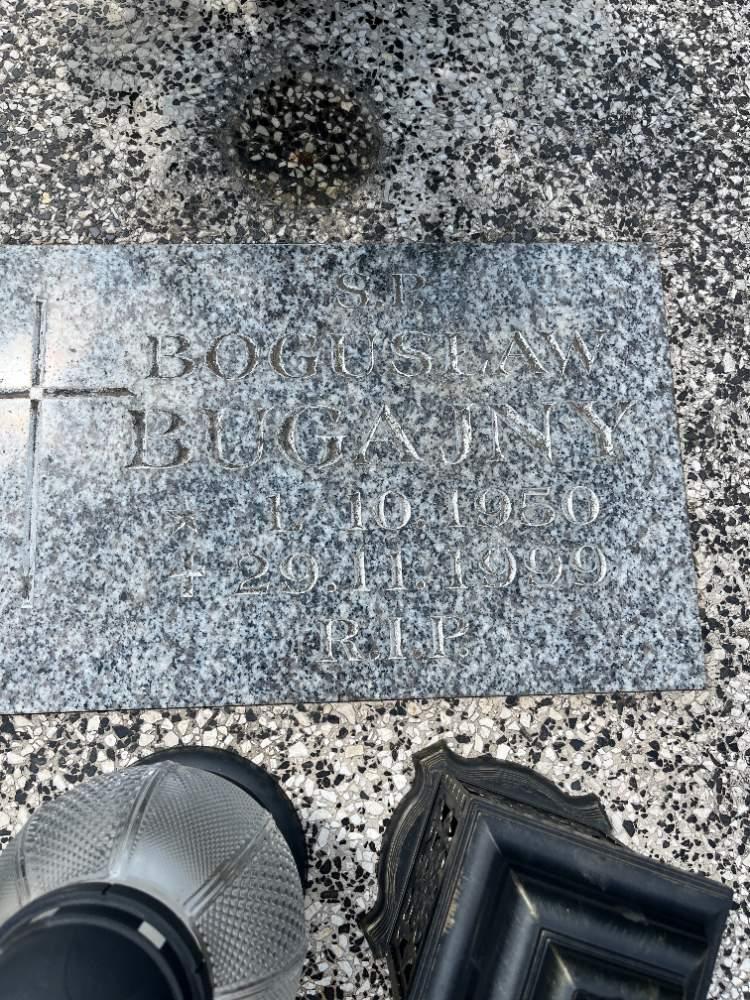 Ś.P.
BOGUSŁAW
BUGAJNY
* 1. 10. 1950
+ 29.11.1999
R.I.P.